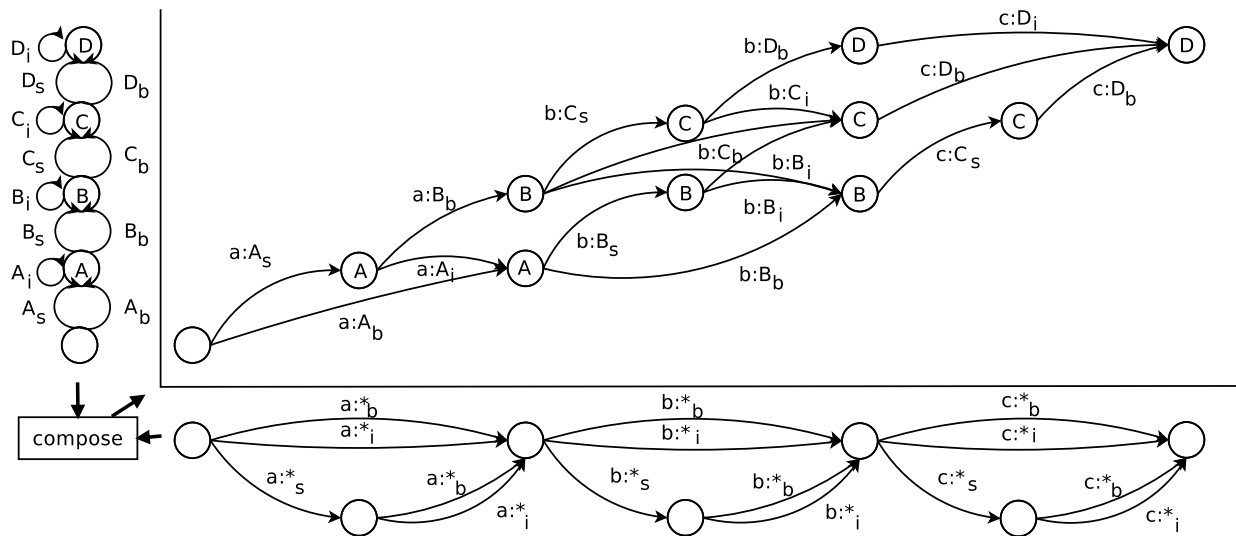 D
D_i
D_s D_b
C
C_i
C_s C_b
B
B_i
B_s B_b
A
A_i
A_s A_b
compose
D c:D_i D
b:D_b
c:D_b
c:D_b
b:C_s C b:C_i C C
b:C_b
c:C_s
a:B_b B B b:B_i B
b:B_i
b:B_s
b:B_b
a:A_s A a:A_i A
a:A_b
a:*_b b:*_b c:*_b
a:*_i b:*_i c:*_i
a:*_s a:*_b b:*_s b:*_b c:*_s c:*_b
a:*_i b:*_i c:*_i